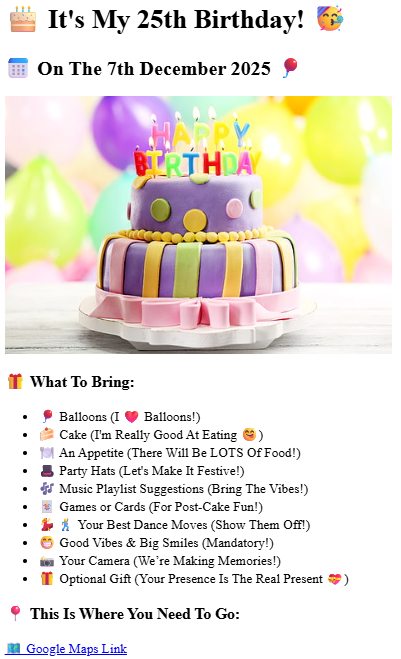 🎂 It's My 25th Birthday! 🥳
📅 On The 7th December 2025 🎈
HAPPY
BIRTHDAY
🎁 What To Bring:
• 🎈 Balloons (I ❤️ Balloons!)
• 🍰 Cake (I'm Really Good At Eating 😋)
• 🍽️ An Appetite (There Will Be LOTS Of Food!)
• 🎩 Party Hats (Let's Make It Festive!)
• 🎶 Music Playlist Suggestions (Bring The Vibes!)
• 🃏 Games or Cards (For Post-Cake Fun!)
• 💃🕺 Your Best Dance Moves (Show Them Off!)
• 😁 Good Vibes & Big Smiles (Mandatory!)
• 📸 Your Camera (We’re Making Memories!)
• 🎁 Optional Gift (Your Presence Is The Real Present 💝)
📍 This Is Where You Need To Go:
🗺️ Google Maps Link